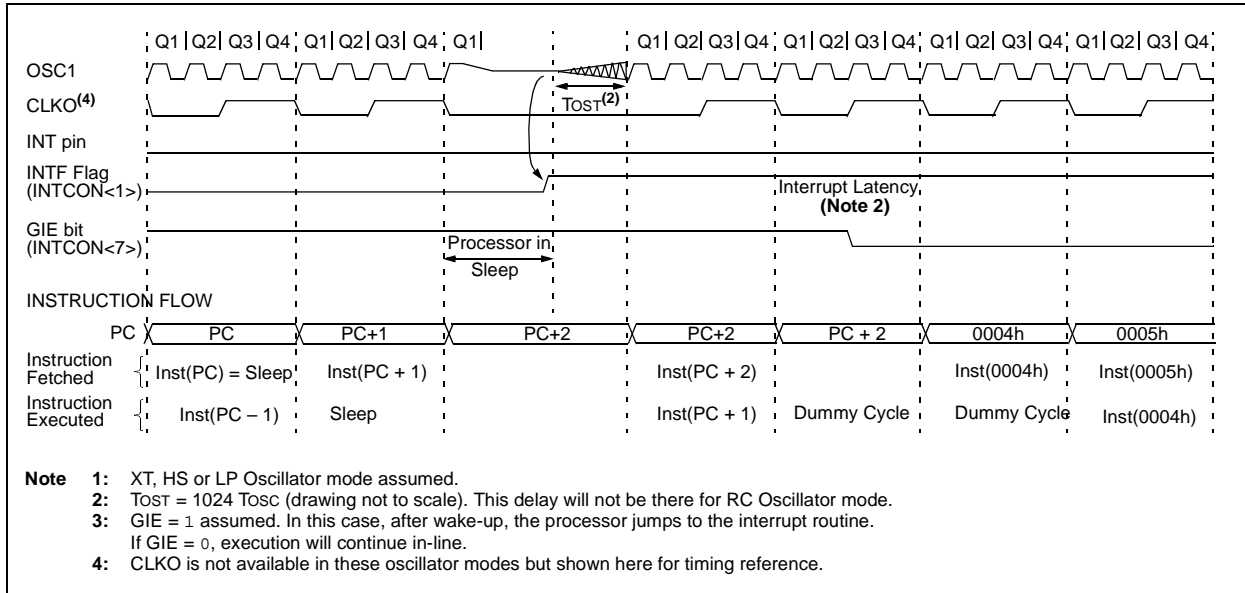 Q1 Q2 Q3 Q4 Q1 Q2 Q3 Q4 Q1 Q1 Q2 Q3 Q4 Q1 Q2 Q3 Q4 Q1 Q2 Q3 Q4 Q1 Q2 Q3 Q4
OSC1
CLKO(4)
TOST(2)
INT pin
INTF Flag
(INTCON<1>)
Interrupt Latency
(Note 2)
GIE bit
(INTCON<7>)
Processor in
Sleep
INSTRUCTION FLOW
PC PC PC+1 PC+2 PC+2 PC + 2 0004h 0005h
Instruction
Fetched
Inst(PC) = Sleep Inst(PC + 1) Inst(PC + 2) Inst(0004h) Inst(0005h)
Instruction
Executed
Inst(PC – 1) Sleep Inst(PC + 1) Dummy Cycle Dummy Cycle Inst(0004h)
Note 1: XT, HS or LP Oscillator mode assumed.
2: TOST = 1024 TOSC (drawing not to scale). This delay will not be there for RC Oscillator mode.
3: GIE = 1 assumed. In this case, after wake-up, the processor jumps to the interrupt routine.
If GIE = 0, execution will continue in-line.
4: CLKO is not available in these oscillator modes but shown here for timing reference.